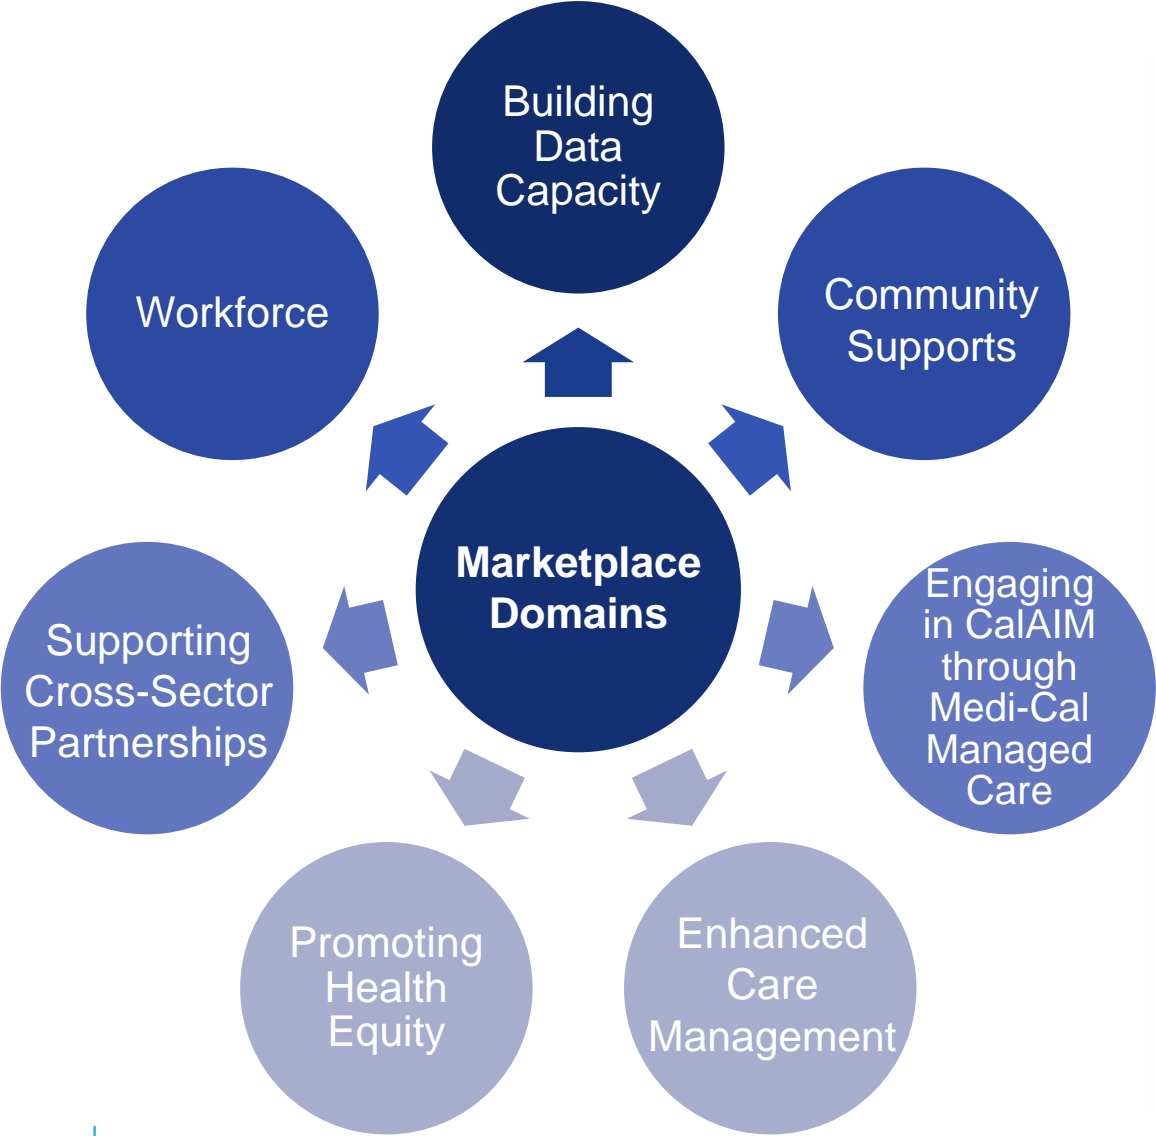 Building
Data
Capacity
Community
Supports
Engaging
in CalAIM
through
Medi-Cal
Managed
Care
Enhanced
Care
Management
Promoting
Health
Equity
Supporting
Cross-Sector
Partnerships
Workforce
Marketplace
Domains